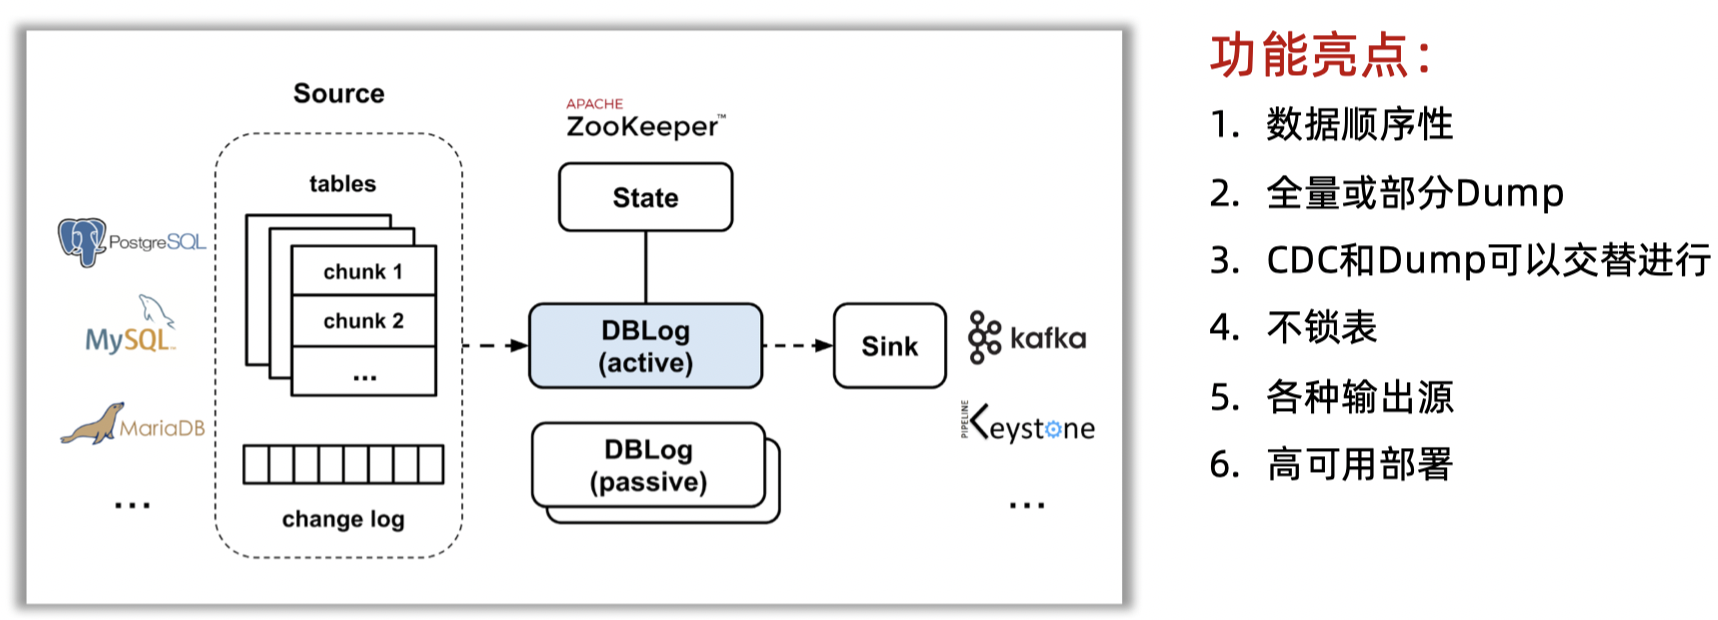 Source
tables
chunk 1
chunk 2
...
change log
PostgreSQL
MySQL™
MariaDB
...
APACHE
ZooKeeper™
State
DBLog
(active)
DBLog
(passive)
Sink
kafka
PIPELINE
Keystone
...
功能亮点：
1. 数据顺序性
2. 全量或部分Dump
3. CDC和Dump可以交替进行
4. 不锁表
5. 各种输出源
6. 高可用部署